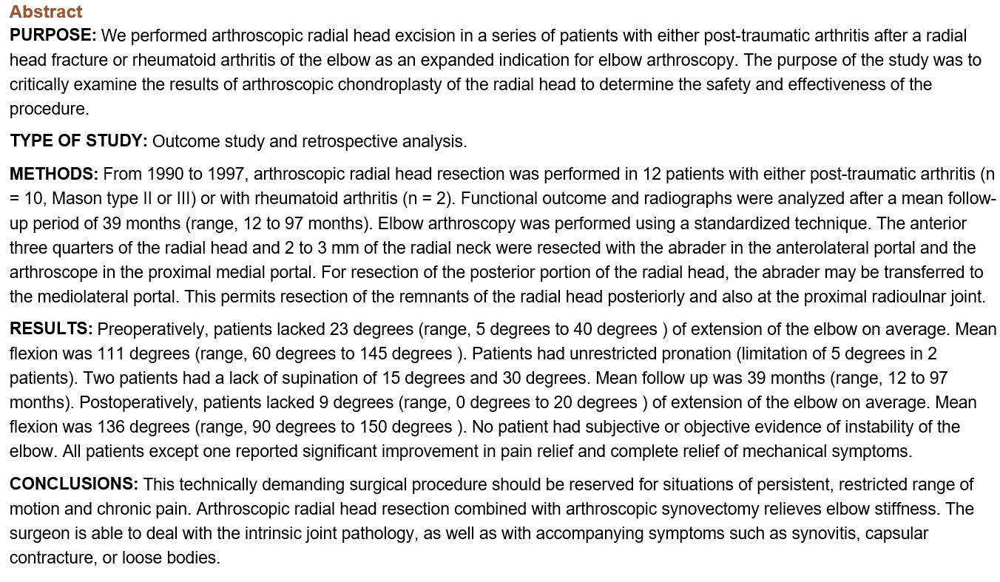 Abstract
PURPOSE: We performed arthroscopic radial head excision in a series of patients with either post-traumatic arthritis after a radial
head fracture or rheumatoid arthritis of the elbow as an expanded indication for elbow arthroscopy. The purpose of the study was to
critically examine the results of arthroscopic chondroplasty of the radial head to determine the safety and effectiveness of the
procedure.
TYPE OF STUDY: Outcome study and retrospective analysis.
METHODS: From 1990 to 1997, arthroscopic radial head resection was performed in 12 patients with either post-traumatic arthritis (n
= 10, Mason type II or III) or with rheumatoid arthritis (n = 2). Functional outcome and radiographs were analyzed after a mean follow-
up period of 39 months (range, 12 to 97 months). Elbow arthroscopy was performed using a standardized technique. The anterior
three quarters of the radial head and 2 to 3 mm of the radial neck were resected with the abrader in the anterolateral portal and the
arthroscope in the proximal medial portal. For resection of the posterior portion of the radial head, the abrader may be transferred to
the mediolateral portal. This permits resection of the remnants of the radial head posteriorly and also at the proximal radioulnar joint.
RESULTS: Preoperatively, patients lacked 23 degrees (range, 5 degrees to 40 degrees ) of extension of the elbow on average. Mean
flexion was 111 degrees (range, 60 degrees to 145 degrees ). Patients had unrestricted pronation (limitation of 5 degrees in 2
patients). Two patients had a lack of supination of 15 degrees and 30 degrees. Mean follow up was 39 months (range, 12 to 97
months). Postoperatively, patients lacked 9 degrees (range, 0 degrees to 20 degrees ) of extension of the elbow on average. Mean
flexion was 136 degrees (range, 90 degrees to 150 degrees ). No patient had subjective or objective evidence of instability of the
elbow. All patients except one reported significant improvement in pain relief and complete relief of mechanical symptoms.
CONCLUSIONS: This technically demanding surgical procedure should be reserved for situations of persistent, restricted range of
motion and chronic pain. Arthroscopic radial head resection combined with arthroscopic synovectomy relieves elbow stiffness. The
surgeon is able to deal with the intrinsic joint pathology, as well as with accompanying symptoms such as synovitis, capsular
contracture, or loose bodies.